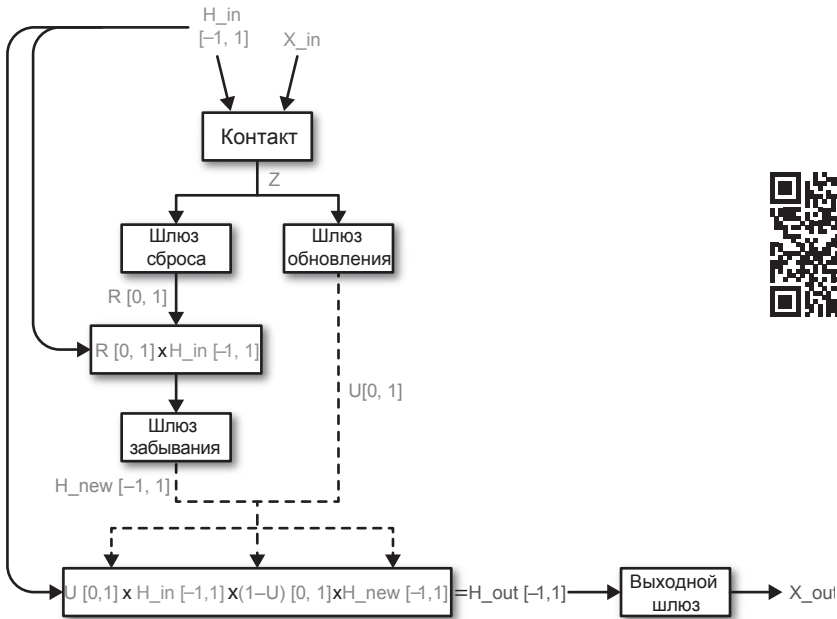 H_in
[–1, 1]
X_in
Контакт
Z
Шлюз
сброса
Шлюз
обновления
R [0, 1]
R [0, 1]xH_in [–1, 1]
U[0, 1]
Шлюз
забывания
H_new [–1, 1]
U [0,1] x H_in [–1,1]x(1–U) [0, 1]xH_new [–1,1]=H_out [–1,1]
Выходной
шлюз
X_out